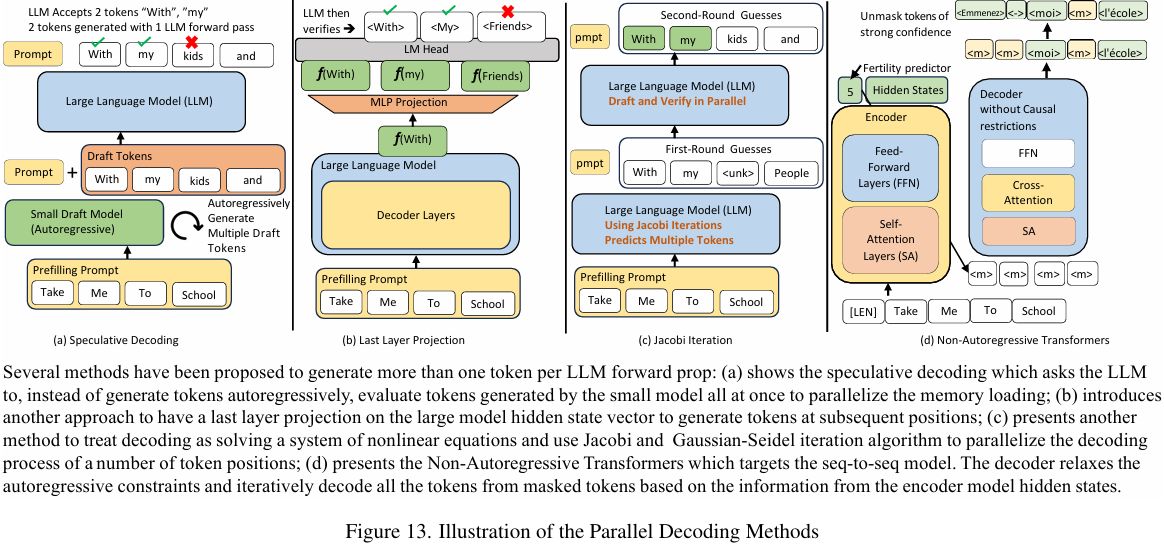 LLM Accepts 2 tokens "With", "my"
2 tokens generated with 1 LLM forward pass
Prompt
With my kids and
Large Language Model (LLM)
Prompt +
Draft Tokens
With my kids and
Small Draft Model
(Autoregressive)
Autoregressively
Generate
Multiple Draft
Tokens
Prefilling Prompt
Take Me To School
(a) Speculative Decoding
LLM then
verifies
<With> <My> <Friends>
LM Head
f(With) f(my) f(Friends)
MLP Projection
f(With)
Large Language Model
Decoder Layers
Prefilling Prompt
Take Me To School
(b) Last Layer Projection
Second-Round Guesses
pmpt
With my kids and
Large Language Model (LLM)
Draft and Verify in Parallel
First-Round Guesses
pmpt
With my <unk> People
Large Language Model (LLM)
Using Jacobi Iterations
Predicts Multiple Tokens
Prefilling Prompt
Take Me To School
(c) Jacobi Iteration
Unmask tokens of
strong confidence
<Emmenez> <-> <moi> <m> <l'école>
<m> <m> <moi> <m> <l'école>
Fertility predictor
5 Hidden States
Encoder
Feed-
Forward
Layers (FFN)
Self-
Attention
Layers (SA)
Decoder
without Causal
restrictions
FFN
Cross-
Attention
SA
<m> <m> <m> <m>
[LEN] Take Me To School
(d) Non-Autoregressive Transformers
Several methods have been proposed to generate more than one token per LLM forward prop: (a) shows the speculative decoding which asks the LLM
to, instead of generate tokens autoregressively, evaluate tokens generated by the small model all at once to parallelize the memory loading; (b) introduces
another approach to have a last layer projection on the large model hidden state vector to generate tokens at subsequent positions; (c) presents another
method to treat decoding as solving a system of nonlinear equations and use Jacobi and Gaussian-Seidel iteration algorithm to parallelize the decoding
process of a number of token positions; (d) presents the Non-Autoregressive Transformers which targets the seq-to-seq model. The decoder relaxes the
autoregressive constraints and iteratively decode all the tokens from masked tokens based on the information from the encoder model hidden states.
Figure 13. Illustration of the Parallel Decoding Methods